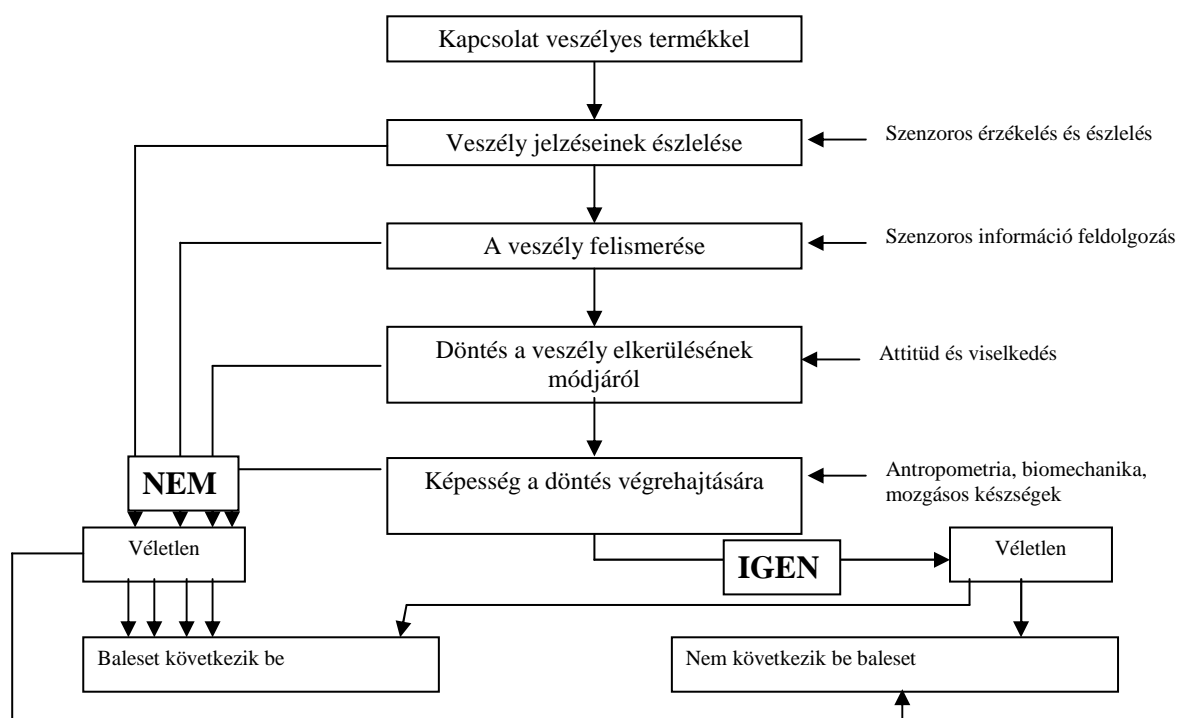 Kapcsolat veszélyes termékkel
Veszély jelzéseinek észlelése
Szenzoros érzékelés és észlelés
A veszély felismerése
Szenzoros információ feldolgozás
Döntés a veszély elkerülésének
módjáról
Attitüd és viselkedés
Képesség a döntés végrehajtására
Antropometria, biomechanika,
mozgásos készségek
NEM
Véletlen
IGEN
Véletlen
Baleset következik be
Nem következik be baleset